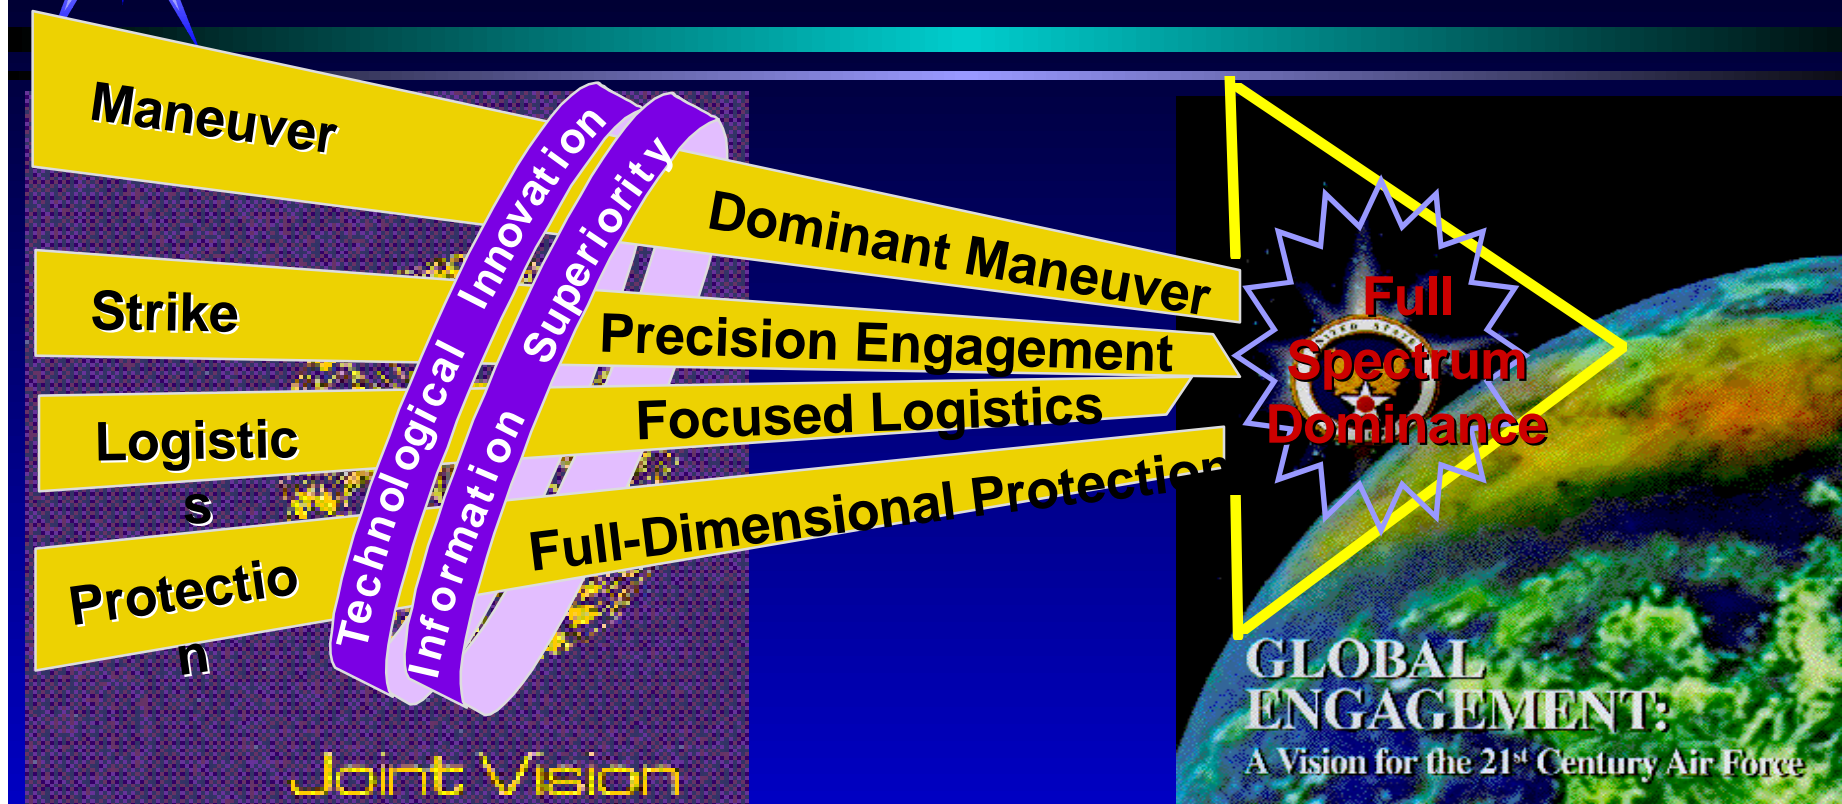 Maneuver
Strike
Logistic
s
Protectio
n
Technological Innovation
Information Superiority
Dominant Maneuver
Precision Engagement
Focused Logistics
Full-Dimensional Protection
Full
Spectrum
Dominance
Joint Vision
GLOBAL
ENGAGEMENT:
A Vision for the 21st Century Air Force